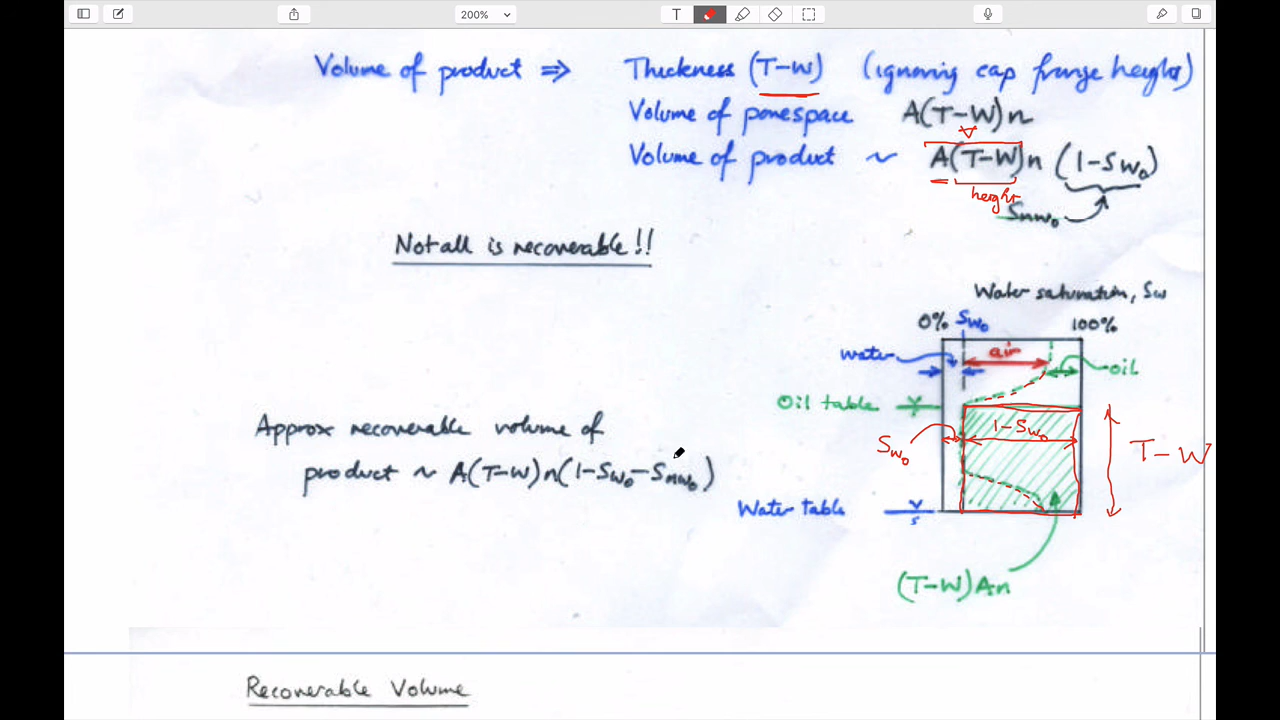 200%
T
Volume of product ⇒ Thickness (T-W) (ignoring cap fringe height)
Volume of porespace A(T-W)n
∀
Volume of product ~ A(T-W)n (1-Sw₀)
height
Snw₀
Not all is recoverable!!
Water saturation, Sw
0% Sw₀ 100%
water air oil
Oil table
1-Sw₀
Sw₀ T-W
Approx recoverable volume of
product ~ A(T-W)n(1-Sw₀-Snw₀)
Water table
(T-W)An
Recoverable Volume